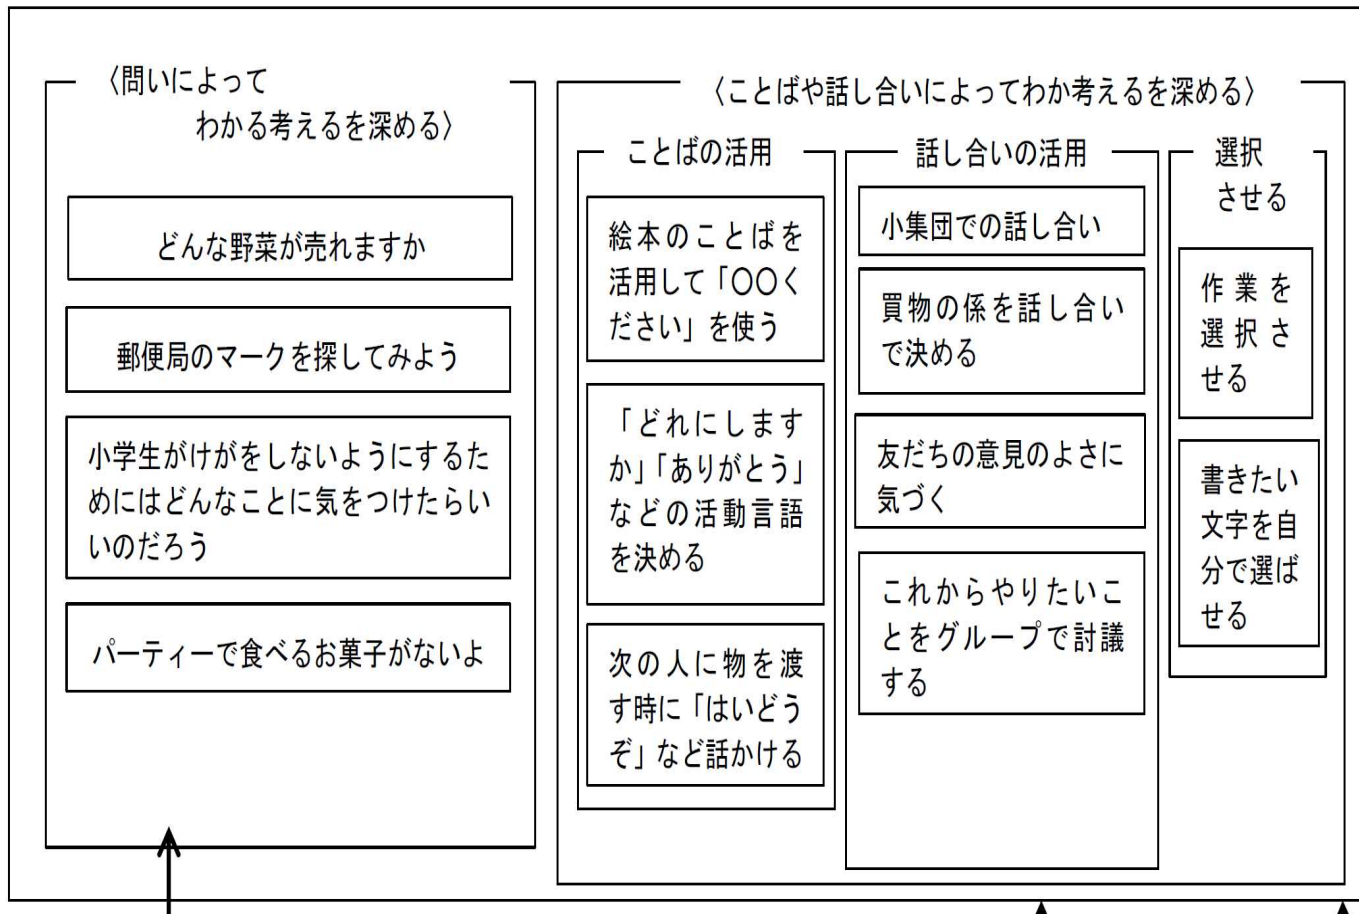 〈問いによって
わかる考えるを深める〉
どんな野菜が売れますか
郵便局のマークを探してみよう
小学生がけがをしないようにするた
めにはどんなことに気をつけたらい
いのだろう
パーティーで食べるお菓子がないよ
〈ことばや話し合いによってわか考えるを深める〉
ことばの活用
絵本のことばを
活用して「〇〇く
ださい」を使う
「どれにします
か」「ありがとう」
などの活動言語
を決める
次の人に物を渡
す時に「はいどう
ぞ」など話かける
話し合いの活用
小集団での話し合い
買物の係を話し合い
で決める
友だちの意見のよさに
気づく
これからやりたいこ
とをグループで討議
する
選択
させる
作業を
選択さ
せる
書きたい
文字を自
分で選ば
せる